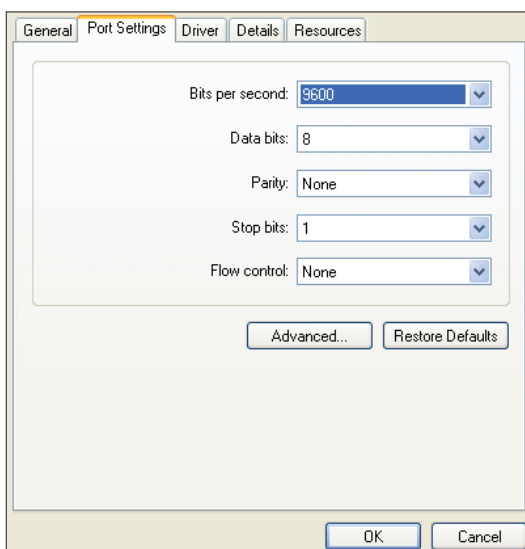 General Port Settings Driver Details Resources
Bits per second: 9600
Data bits: 8
Parity: None
Stop bits: 1
Flow control: None
Advanced... Restore Defaults
OK Cancel